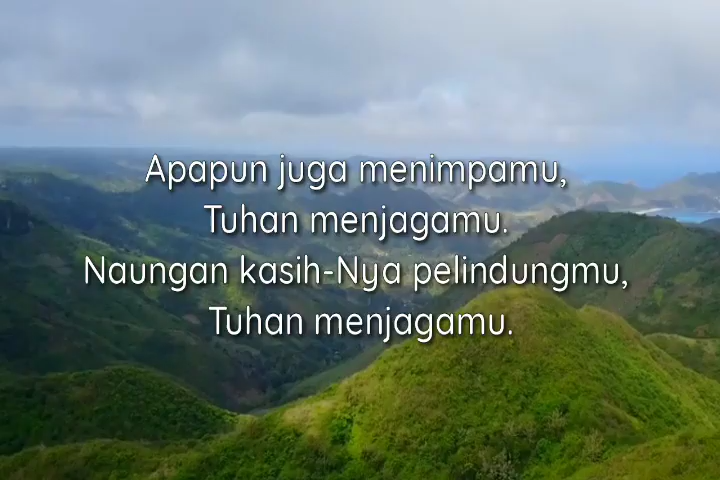 Apapun juga menimpamu,
Tuhan menjagamu.
Naungan kasih-Nya pelindungmu,
Tuhan menjagamu.